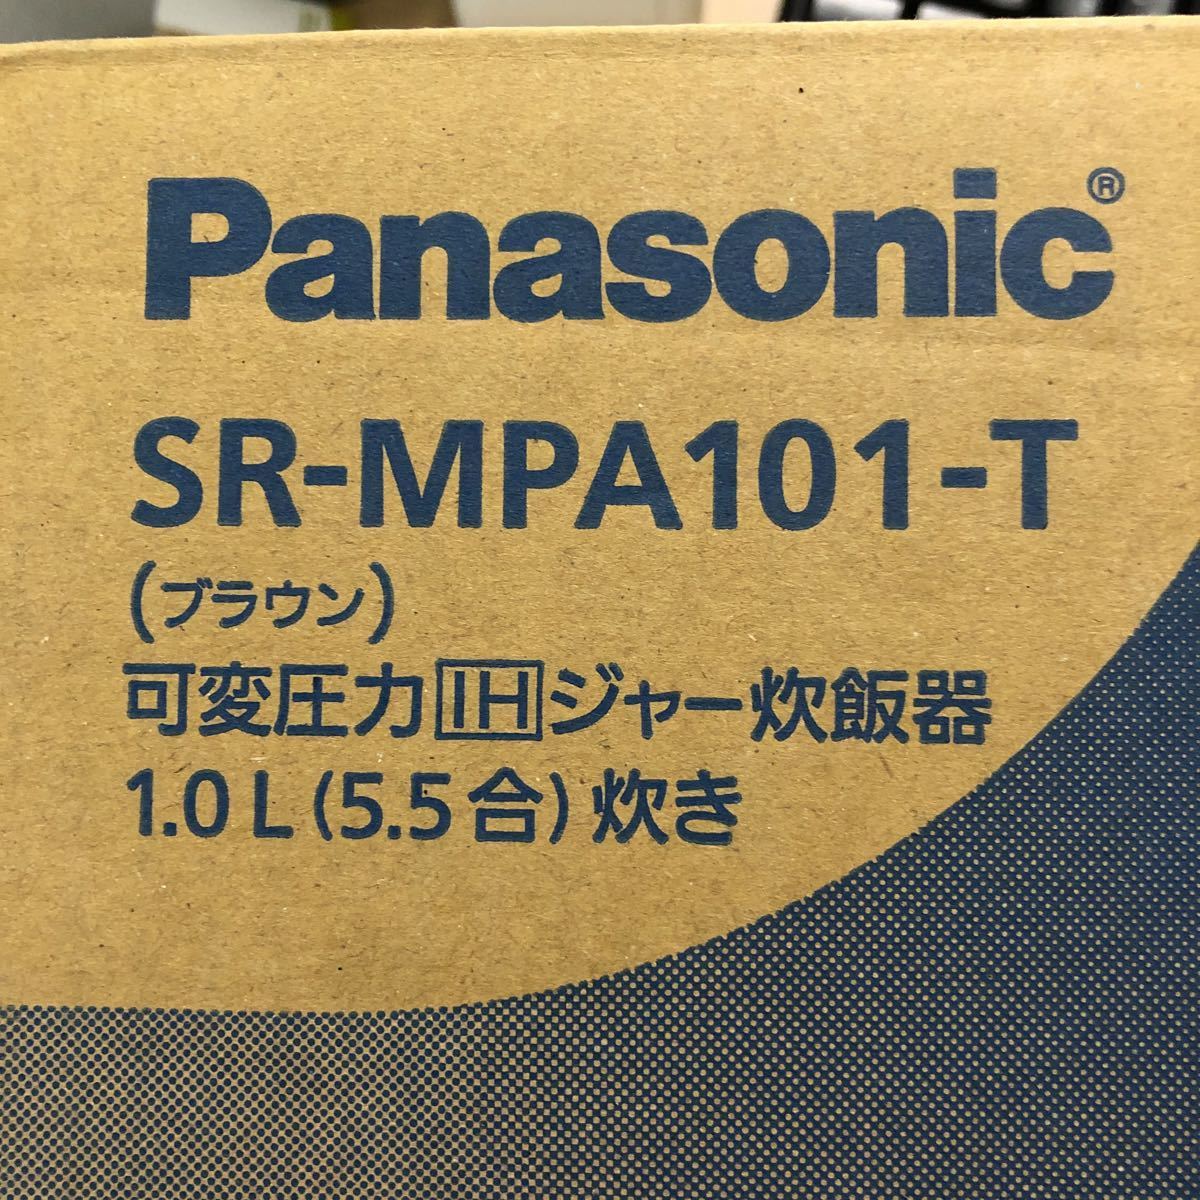 Panasonic®
SR-MPA101-T
(ブラウン)
可変圧力IHジャー炊飯器
1.0L(5.5合)炊き